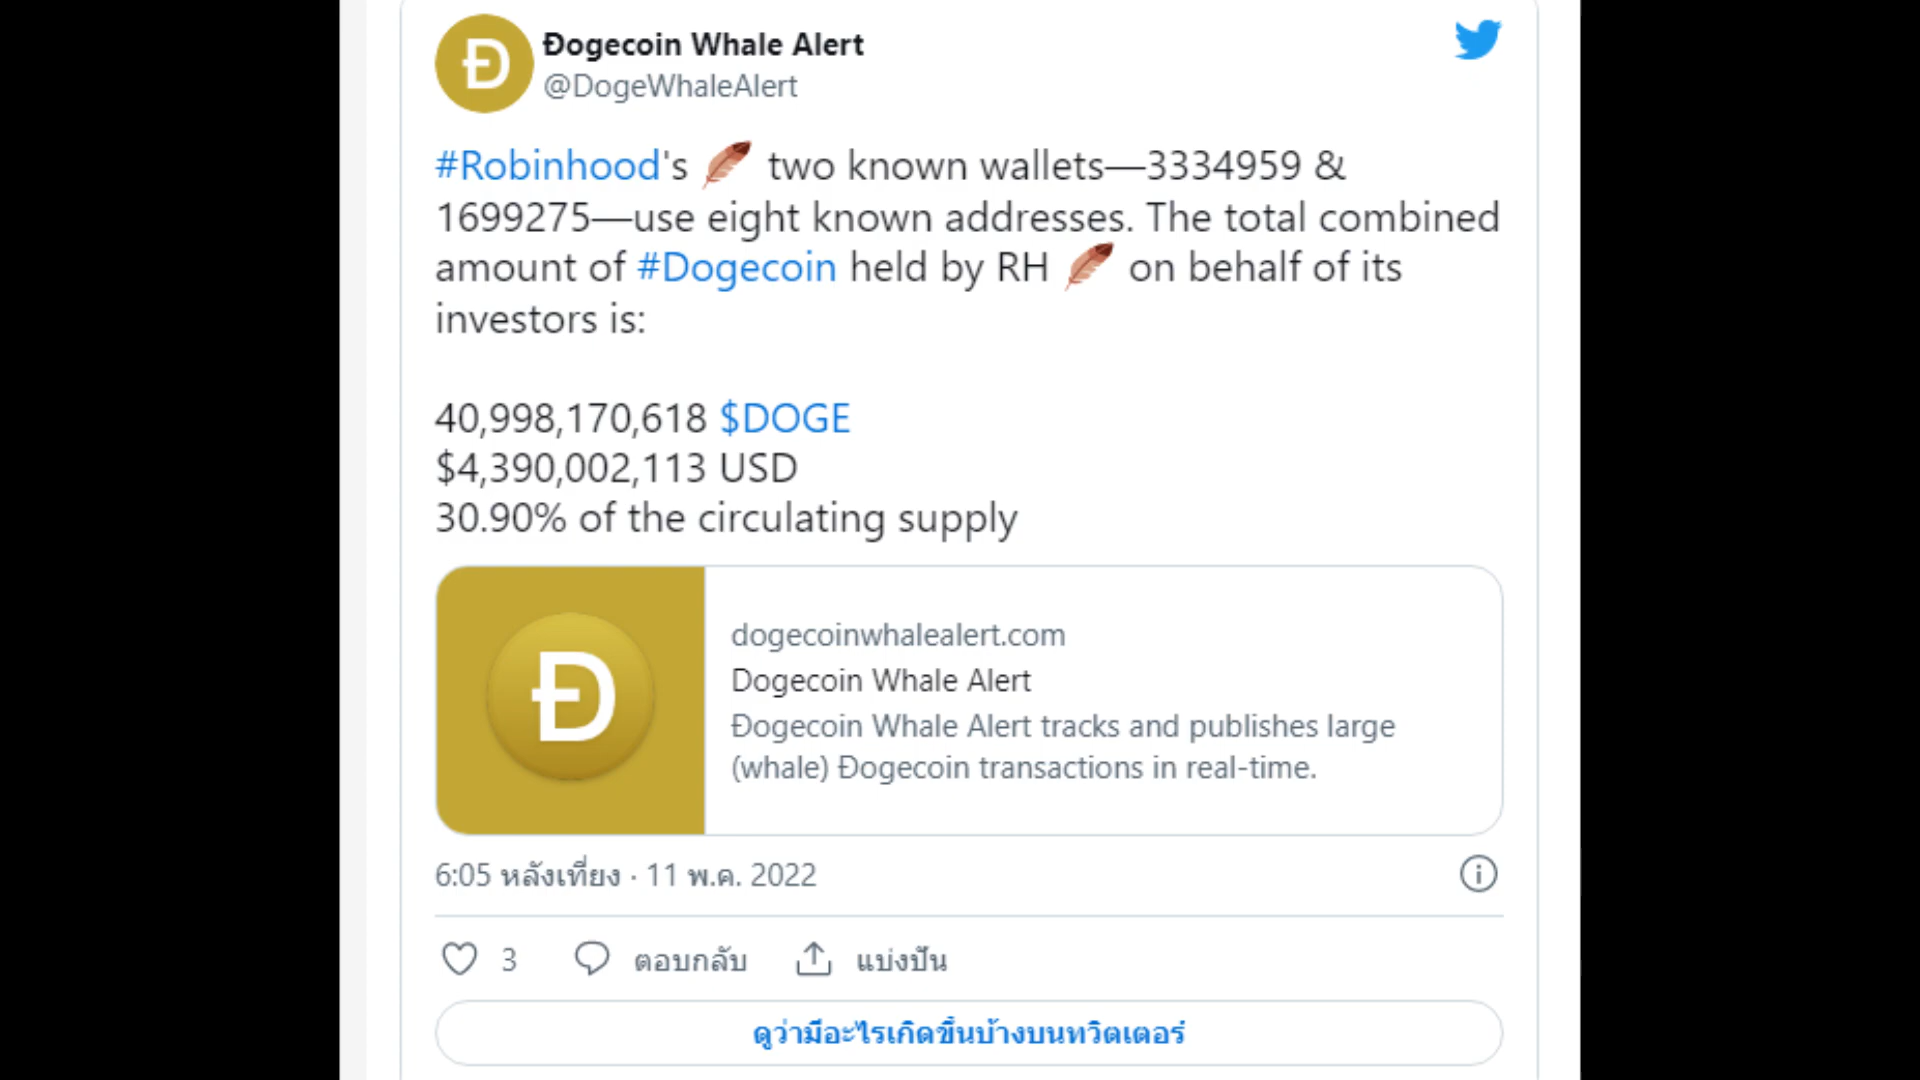 Ðogecoin Whale Alert
@DogeWhaleAlert
#Robinhood's 🪶 two known wallets—3334959 &
1699275—use eight known addresses. The total combined
amount of #Dogecoin held by RH 🪶 on behalf of its
investors is:
40,998,170,618 $DOGE
$4,390,002,113 USD
30.90% of the circulating supply
dogecoinwhalealert.com
Dogecoin Whale Alert
Ðogecoin Whale Alert tracks and publishes large
(whale) Ðogecoin transactions in real-time.
6:05 หลังเที่ยง · 11 พ.ค. 2022
3 ตอบกลับ แบ่งปัน
ดูว่ามีอะไรเกิดขึ้นบ้างบนทวิตเตอร์